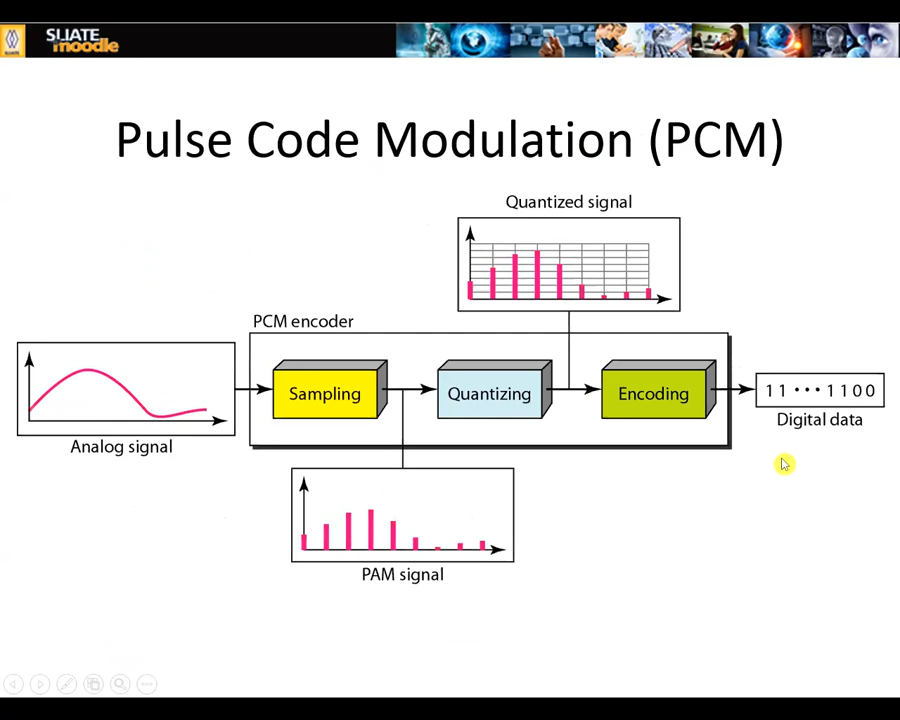 SLIATE
moodle
Pulse Code Modulation (PCM)
Quantized signal
PCM encoder
Sampling
Quantizing
Encoding
11 • • • 1100
Digital data
Analog signal
PAM signal